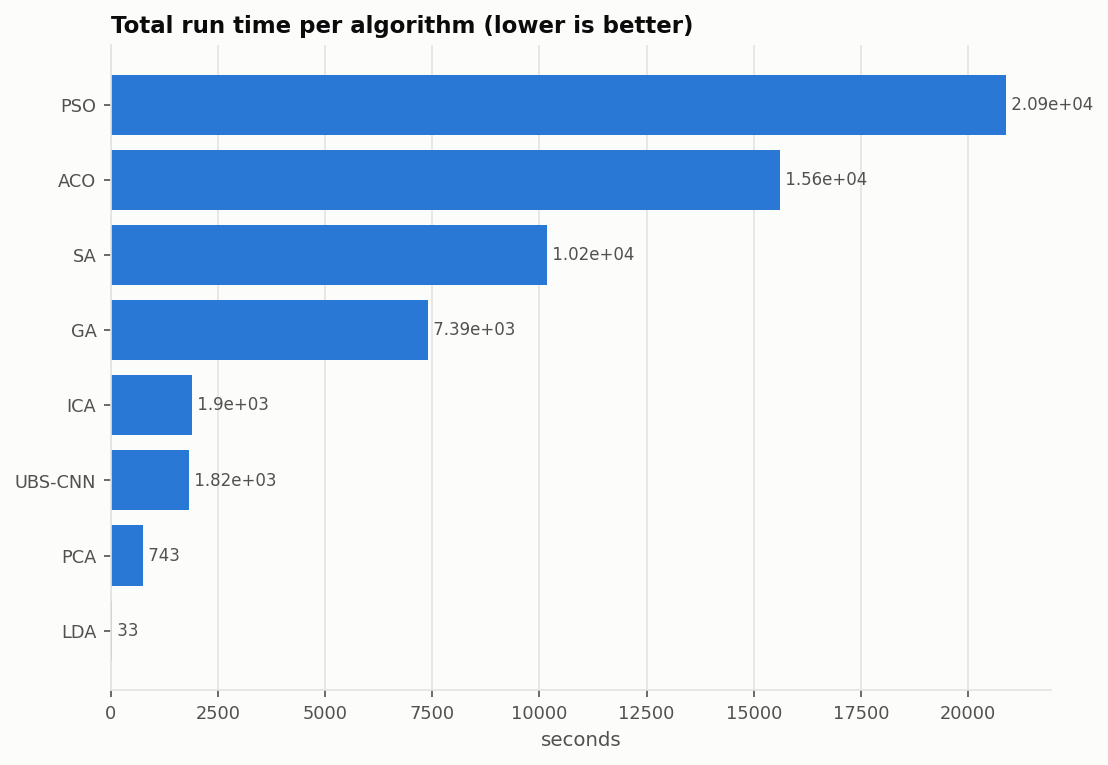 Total run time per algorithm (lower is better)
PSO 2.09e+04
ACO 1.56e+04
SA 1.02e+04
GA 7.39e+03
ICA 1.9e+03
UBS-CNN 1.82e+03
PCA 743
LDA 33
0 2500 5000 7500 10000 12500 15000 17500 20000
seconds